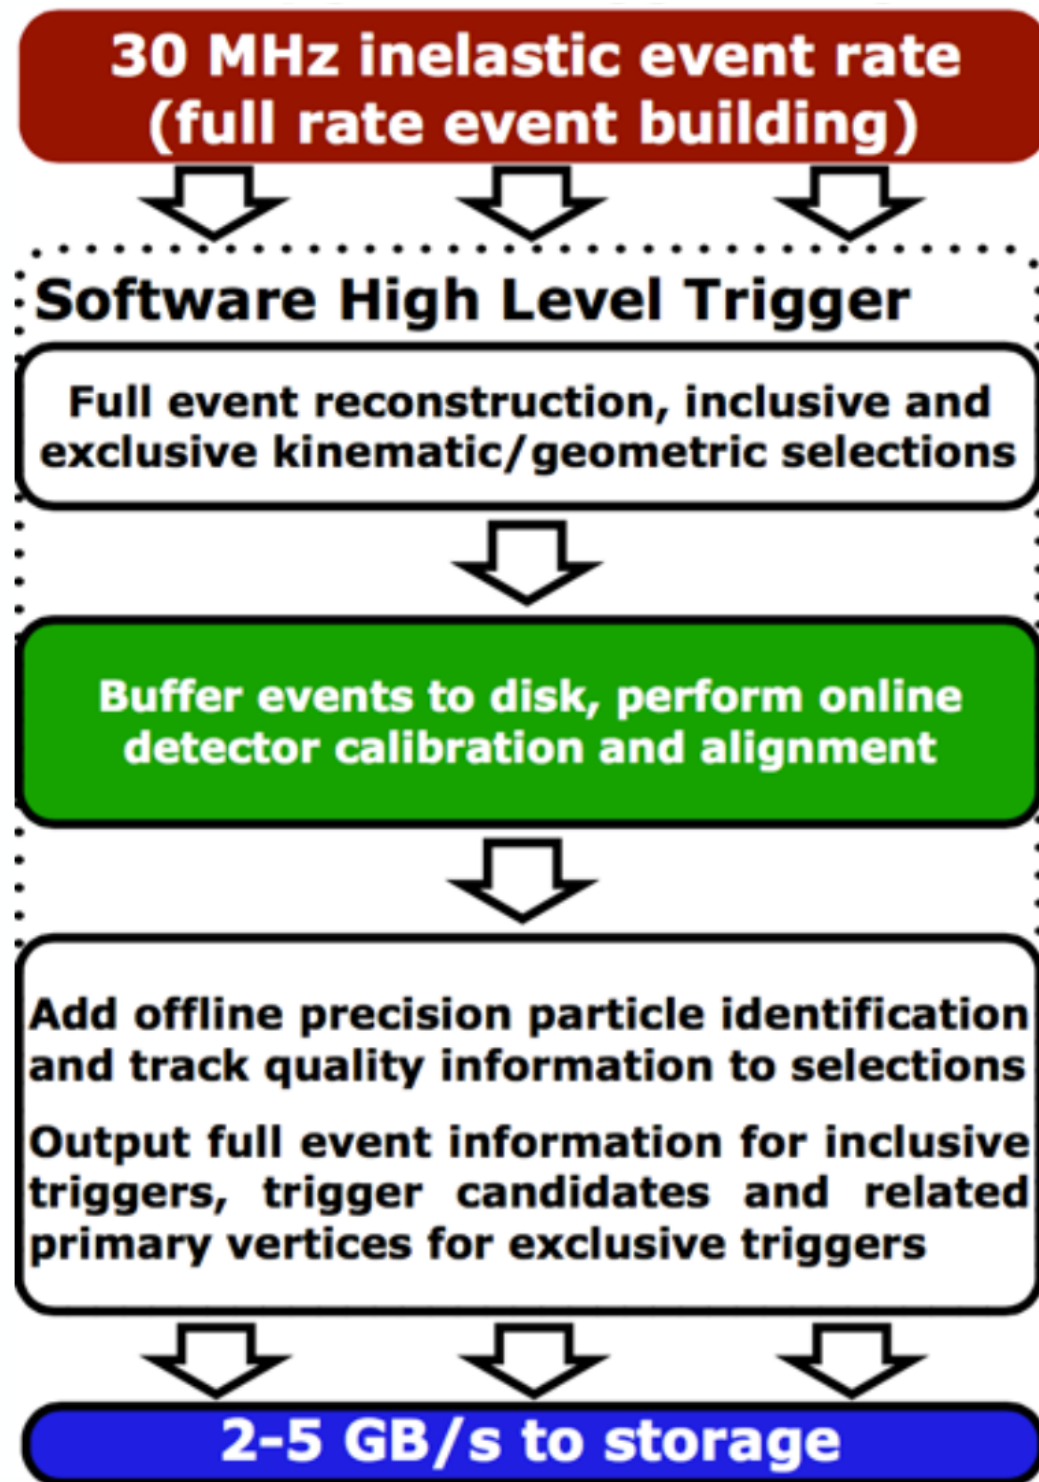 30 MHz inelastic event rate
(full rate event building)
Software High Level Trigger
Full event reconstruction, inclusive and
exclusive kinematic/geometric selections
Buffer events to disk, perform online
detector calibration and alignment
Add offline precision particle identification
and track quality information to selections
Output full event information for inclusive
triggers, trigger candidates and related
primary vertices for exclusive triggers
2-5 GB/s to storage